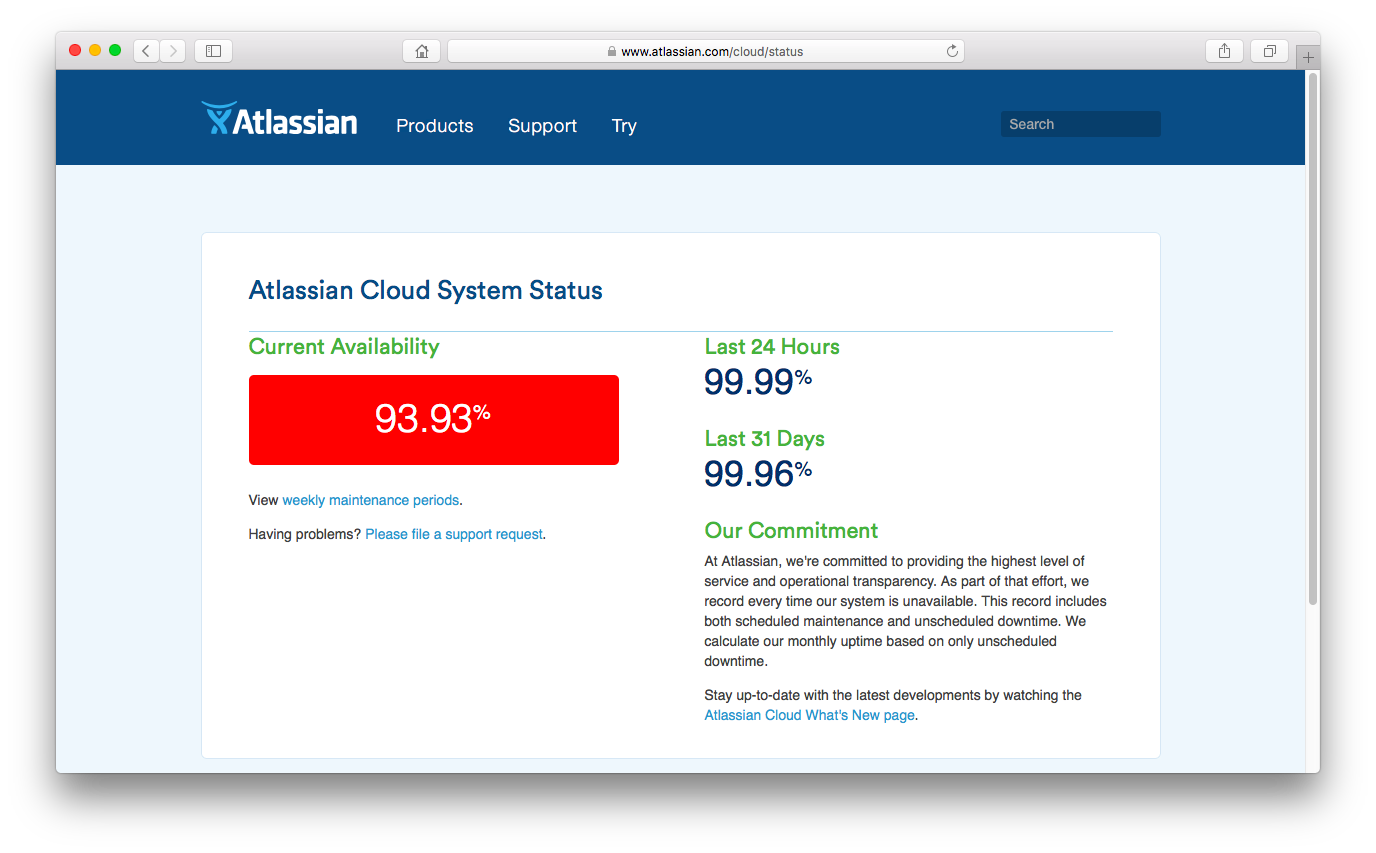 www.atlassian.com/cloud/status
Atlassian
Products
Support
Try
Search
Atlassian Cloud System Status
Current Availability
93.93%
View weekly maintenance periods.
Having problems? Please file a support request.
Last 24 Hours
99.99%
Last 31 Days
99.96%
Our Commitment
At Atlassian, we're committed to providing the highest level of
service and operational transparency. As part of that effort, we
record every time our system is unavailable. This record includes
both scheduled maintenance and unscheduled downtime. We
calculate our monthly uptime based on only unscheduled
downtime.
Stay up-to-date with the latest developments by watching the
Atlassian Cloud What's New page.